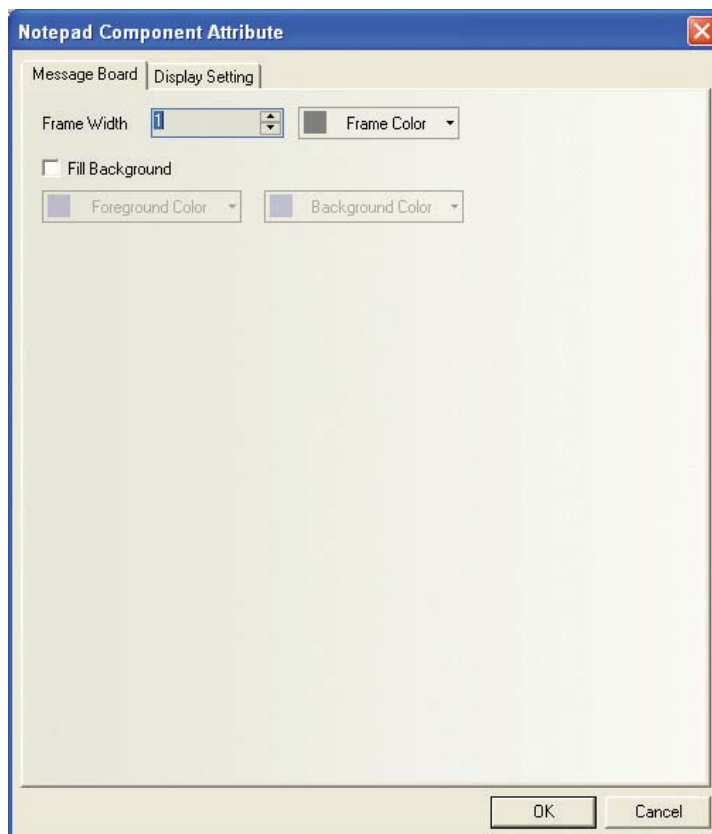 Notepad Component Attribute
Message Board Display Setting
Frame Width 1 Frame Color
Fill Background
Foreground Color Background Color
OK Cancel